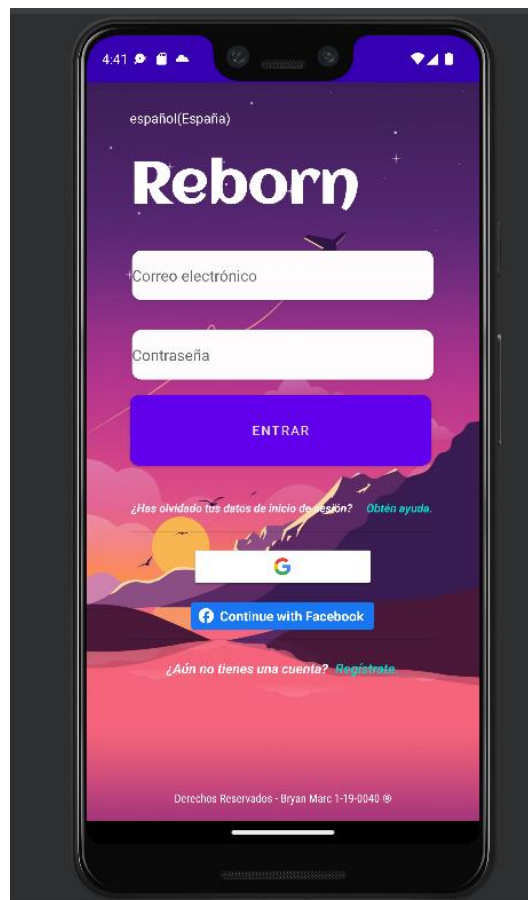 4:41
español(España)
Reborn
Correo electrónico
Contraseña
ENTRAR
¿Has olvidado tus datos de inicio de sesión? Obtén ayuda.
G
Continue with Facebook
¿Aún no tienes una cuenta? Regístrate
Derechos Reservados - Bryan Marc 1-19-0040 ®